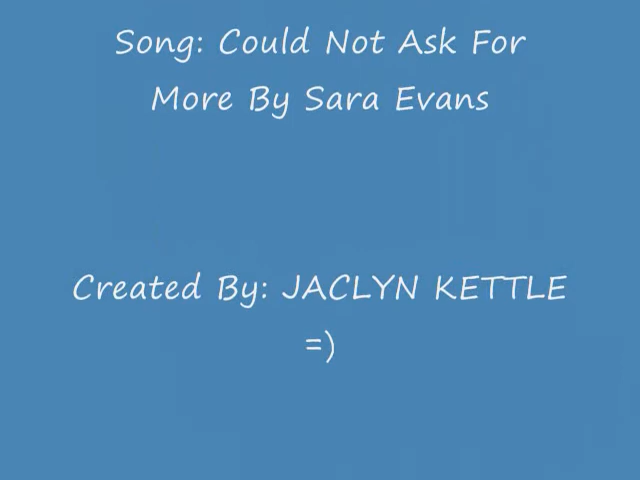 Song: Could Not Ask For
More By Sara Evans
Created By: JACLYN KETTLE
=)